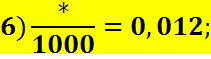 6) * / 1000 = 0,012;